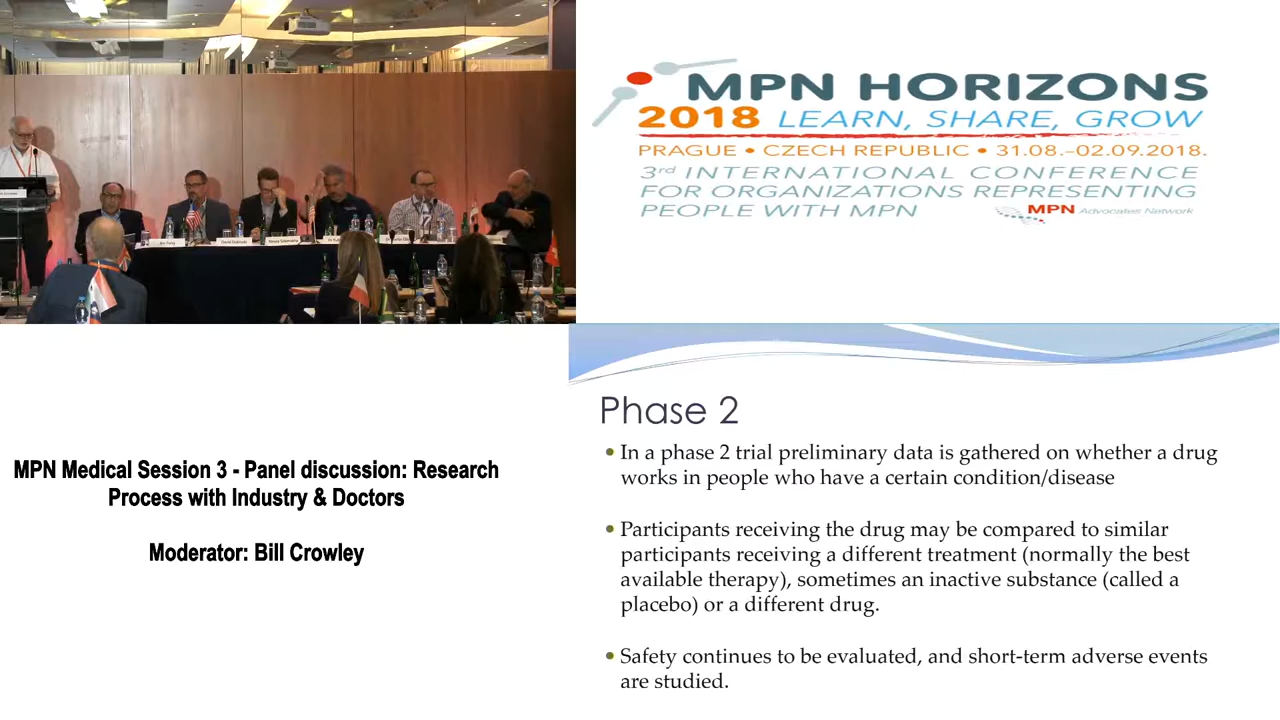 MPN HORIZONS
2018 LEARN, SHARE, GROW
PRAGUE • CZECH REPUBLIC • 31.08.-02.09.2018.
3rd INTERNATIONAL CONFERENCE
FOR ORGANIZATIONS REPRESENTING
PEOPLE WITH MPN
MPN Advocates Network
MPN Medical Session 3 - Panel discussion: Research
Process with Industry & Doctors
Moderator: Bill Crowley
Phase 2
• In a phase 2 trial preliminary data is gathered on whether a drug
works in people who have a certain condition/disease
• Participants receiving the drug may be compared to similar
participants receiving a different treatment (normally the best
available therapy), sometimes an inactive substance (called a
placebo) or a different drug.
• Safety continues to be evaluated, and short-term adverse events
are studied.